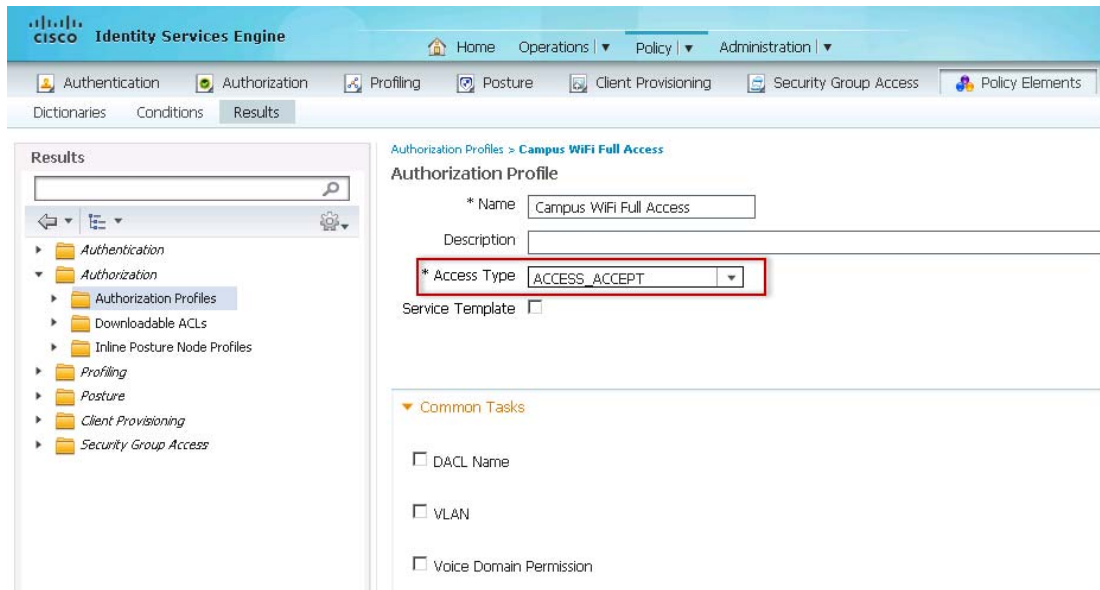 CISCO Identity Services Engine
Home Operations Policy Administration
Authentication Authorization Profiling Posture Client Provisioning Security Group Access Policy Elements
Dictionaries Conditions Results
Results
Authentication
Authorization
Authorization Profiles
Downloadable ACLs
Inline Posture Node Profiles
Profiling
Posture
Client Provisioning
Security Group Access
Authorization Profiles > Campus WiFi Full Access
Authorization Profile
* Name Campus WiFi Full Access
Description
* Access Type ACCESS_ACCEPT
Service Template
Common Tasks
DACL Name
VLAN
Voice Domain Permission